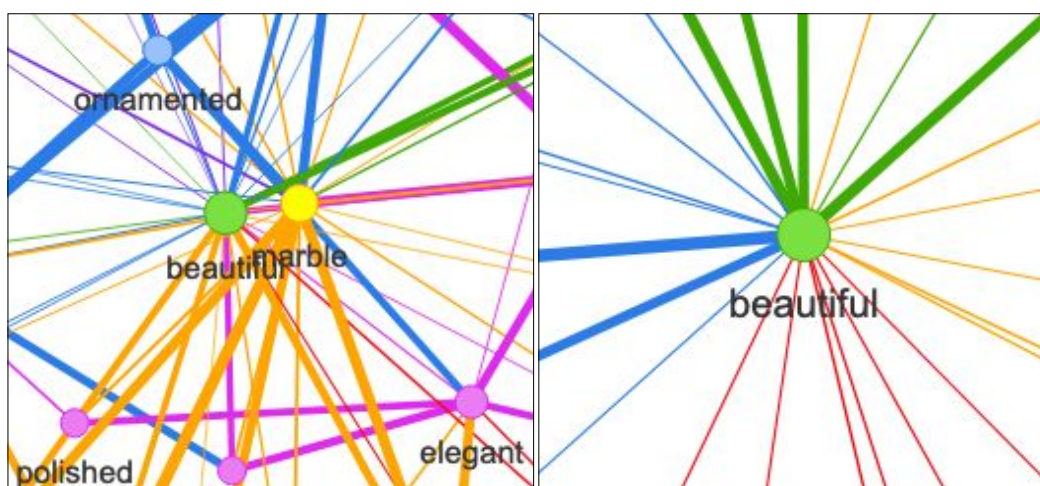 ornamented
beautiful
marble
elegant
polished
beautiful